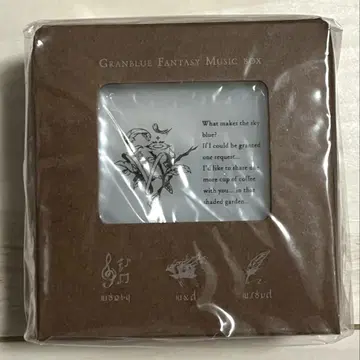 GRANBLUE FANTASY MUSIC BOX
What makes the sky
blue?
If I could be granted
one request...
I'd like to share one
more cup of coffee
with you... in that
shaded garden...